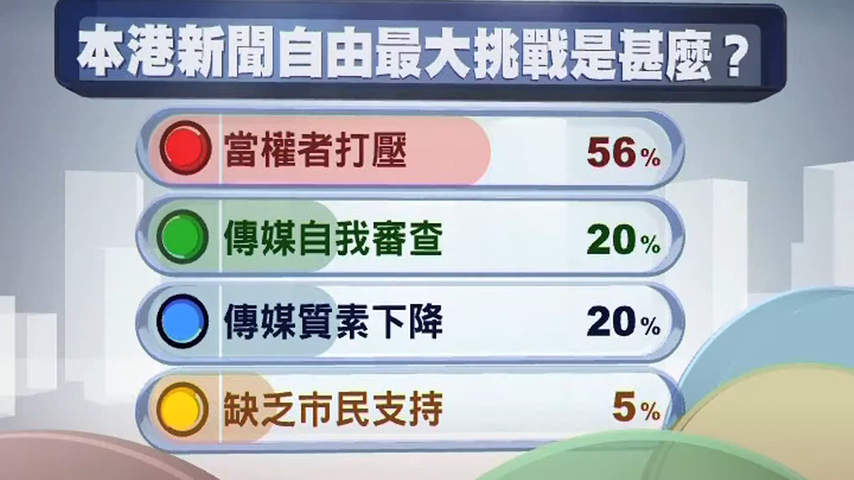 本港新聞自由最大挑戰是甚麼？
當權者打壓 56%
傳媒自我審查 20%
傳媒質素下降 20%
缺乏市民支持 5%